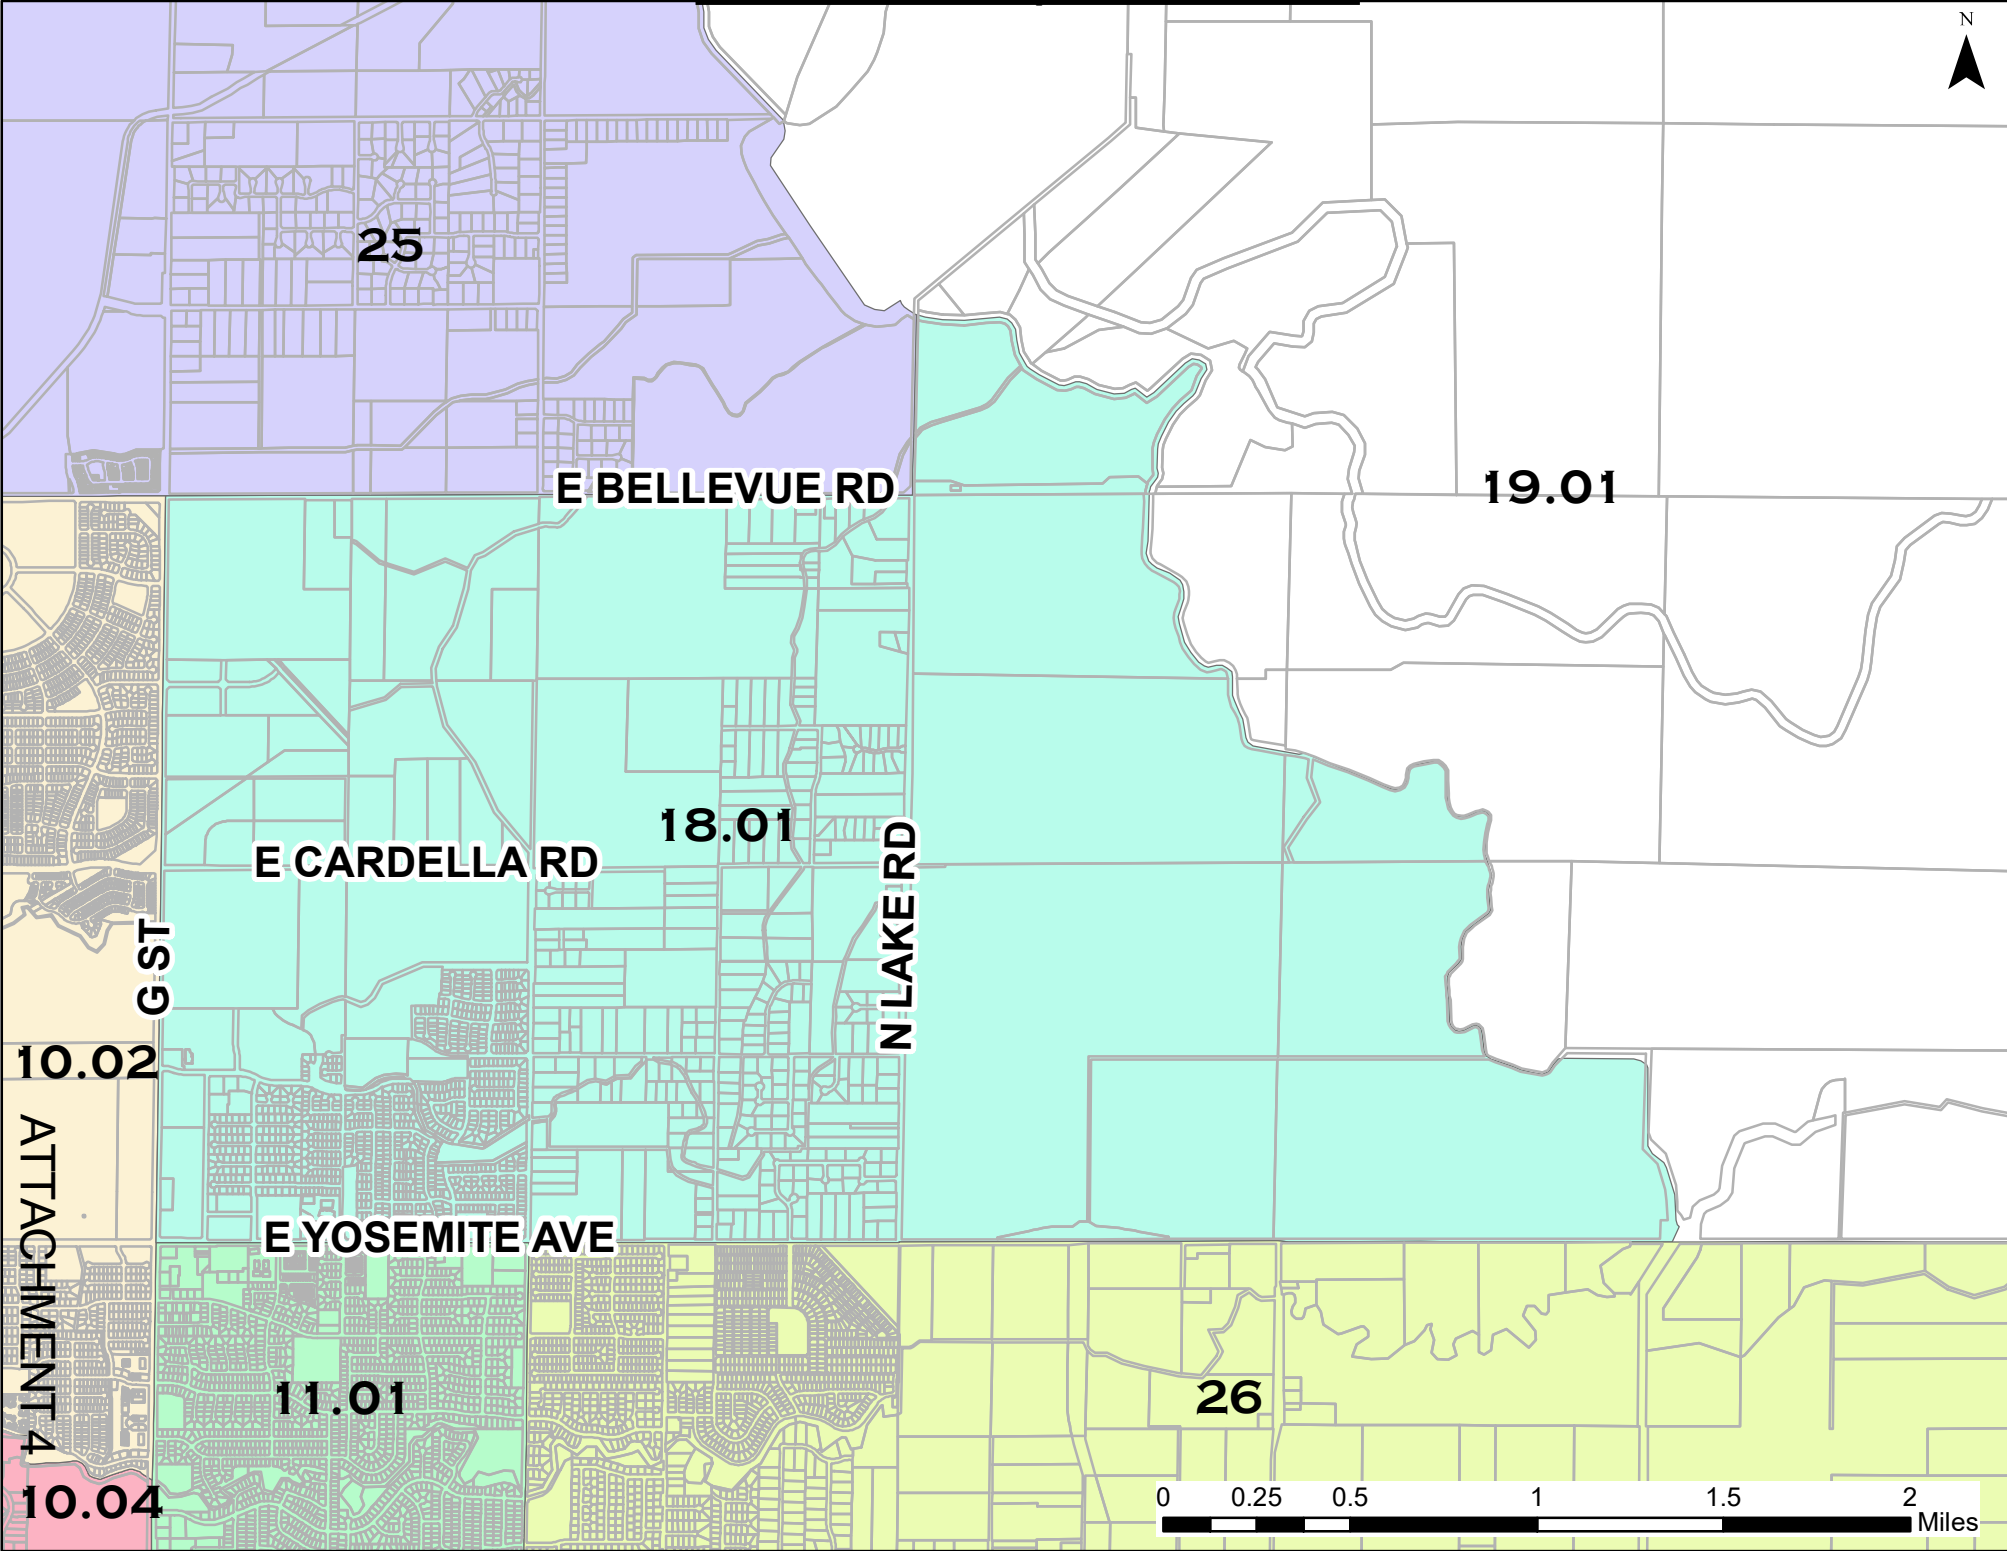 N
25
E BELLEVUE RD
19.01
18.01
E CARDELLA RD
N LAKE RD
G ST
10.02
ATTACHMENT 4
E YOSEMITE AVE
11.01
26
10.04
0 0.25 0.5 1 1.5 2
Miles